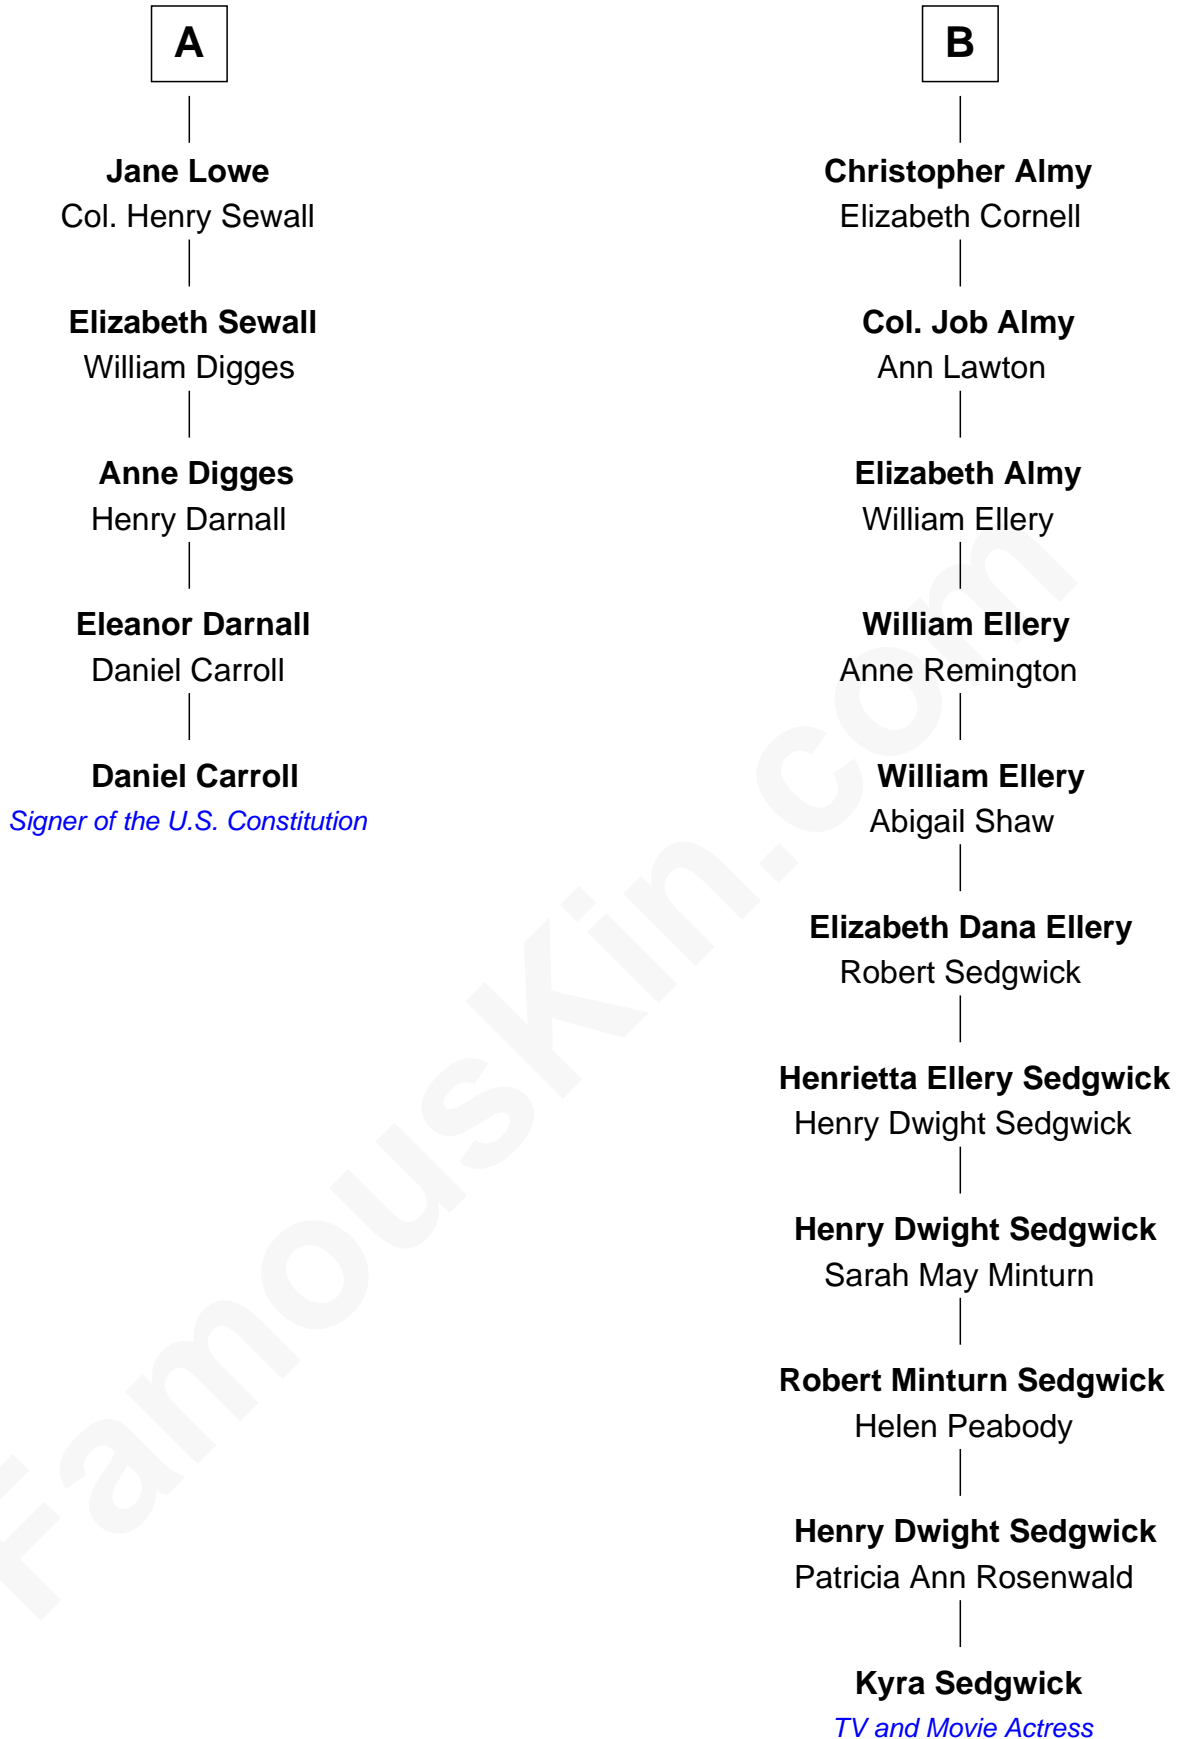 A
Jane Lowe
Col. Henry Sewall
Elizabeth Sewall
William Digges
Anne Digges
Henry Darnall
Eleanor Darnall
Daniel Carroll
Daniel Carroll
Signer of the U.S. Constitution
B
Christopher Almy
Elizabeth Cornell
Col. Job Almy
Ann Lawton
Elizabeth Almy
William Ellery
William Ellery
Anne Remington
William Ellery
Abigail Shaw
Elizabeth Dana Ellery
Robert Sedgwick
Henrietta Ellery Sedgwick
Henry Dwight Sedgwick
Henry Dwight Sedgwick
Sarah May Minturn
Robert Minturn Sedgwick
Helen Peabody
Henry Dwight Sedgwick
Patricia Ann Rosenwald
Kyra Sedgwick
TV and Movie Actress
FamousKin.com